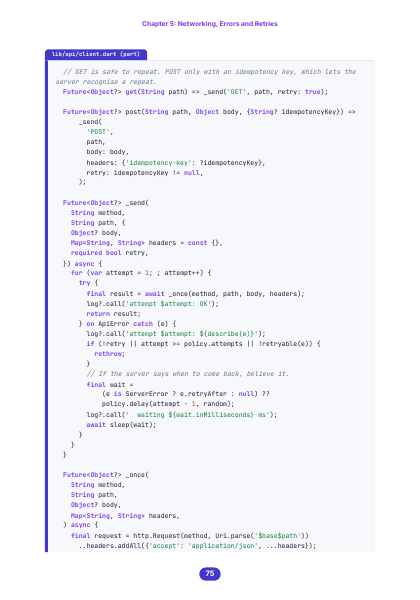 Chapter 5: Networking, Errors and Retries
lib/api/client.dart (part)
// GET is safe to repeat. POST only with an idempotency key, which lets the
server recognise a repeat.
Future<Object?> get(String path) => _send('GET', path, retry: true);
Future<Object?> post(String path, Object body, {String? idempotencyKey}) =>
_send(
'POST',
path,
body: body,
headers: {'idempotency-key': ?idempotencyKey},
retry: idempotencyKey != null,
);
Future<Object?> _send(
String method,
String path, {
Object? body,
Map<String, String> headers = const {},
required bool retry,
}) async {
for (var attempt = 1; ; attempt++) {
try {
final result = await _once(method, path, body, headers);
log?.call('attempt $attempt: OK');
return result;
} on ApiError catch (e) {
log?.call('attempt $attempt: ${describe(e)}');
if (!retry || attempt >= policy.attempts || !retryable(e)) {
rethrow;
}
// If the server says when to come back, believe it.
final wait =
(e is ServerError ? e.retryAfter : null) ??
policy.delay(attempt - 1, random);
log?.call('  waiting ${wait.inMilliseconds} ms');
await sleep(wait);
}
}
}
Future<Object?> _once(
String method,
String path,
Object? body,
Map<String, String> headers,
) async {
final request = http.Request(method, Uri.parse('$base$path'))
..headers.addAll({'accept': 'application/json', ...headers});
75